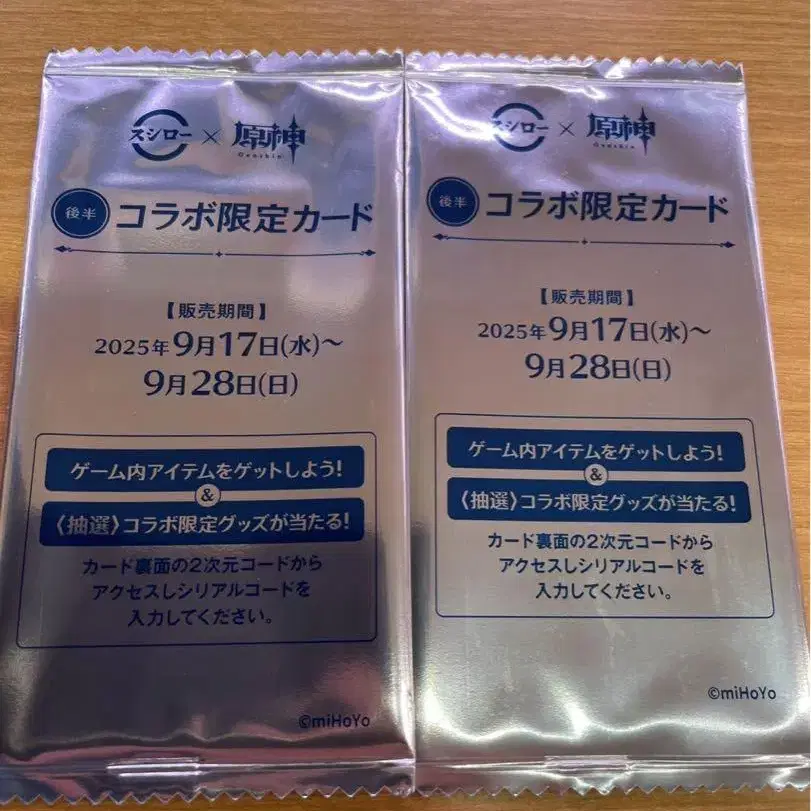 スシロー × 原神
Genshin
後半 コラボ限定カード
【販売期間】
2025年9月17日(水)～
9月28日(日)
ゲーム内アイテムをゲットしよう!
&
〈抽選〉コラボ限定グッズが当たる!
カード裏面の2次元コードから
アクセスしシリアルコードを
入力してください。
©miHoYo
スシロー × 原神
Genshin
後半 コラボ限定カード
【販売期間】
2025年9月17日(水)～
9月28日(日)
ゲーム内アイテムをゲットしよう!
&
〈抽選〉コラボ限定グッズが当たる!
カード裏面の2次元コードから
アクセスしシリアルコードを
入力してください。
©miHoYo